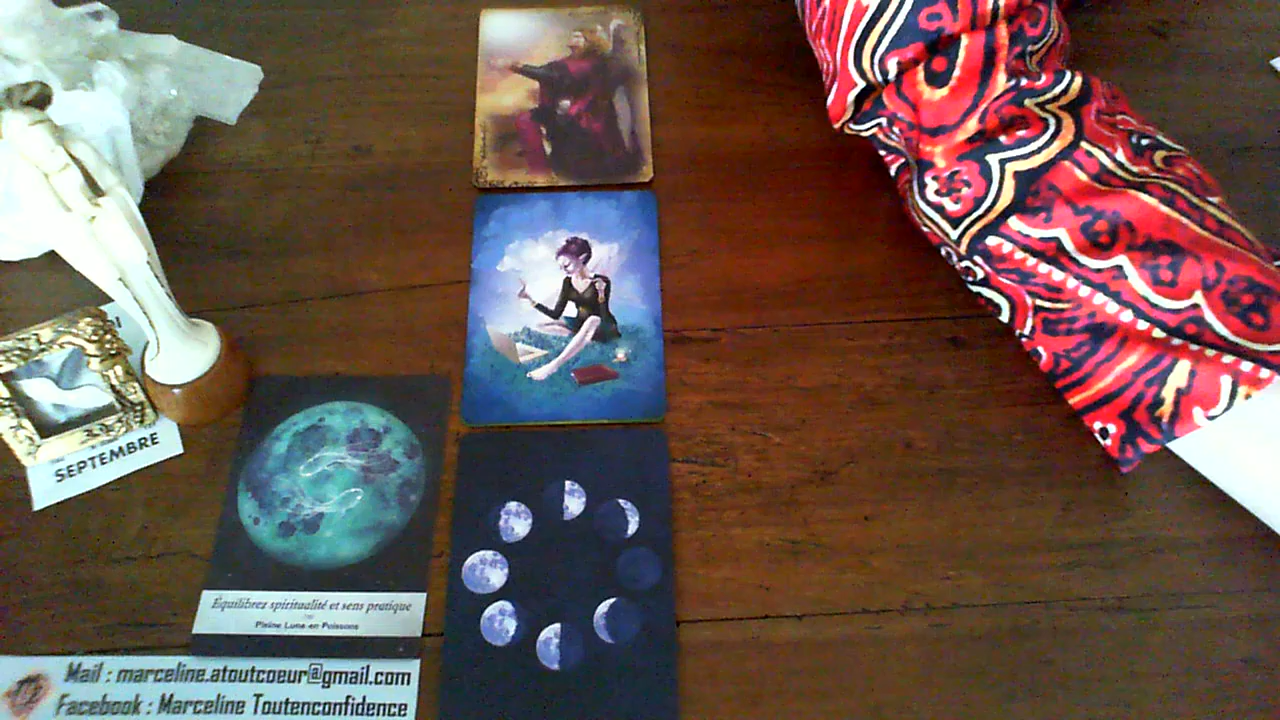 SEPTEMBRE
Équilibrez spiritualité et sens pratique
Pleine Lune en Poissons
Mail : marceline.atoutcoeur@gmail.com
Facebook : Marceline Toutenconfidence